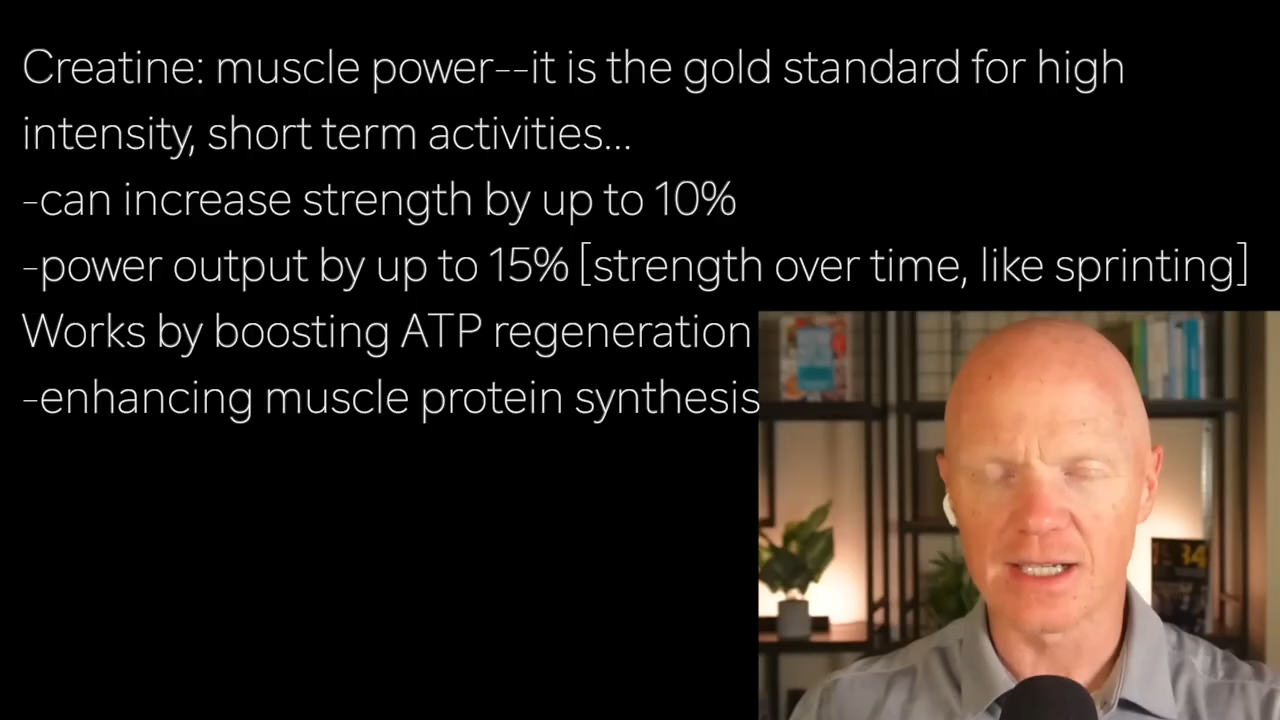 Creatine: muscle power--it is the gold standard for high
intensity, short term activities...
-can increase strength by up to 10%
-power output by up to 15% [strength over time, like sprinting]
Works by boosting ATP regeneration
-enhancing muscle protein synthesis